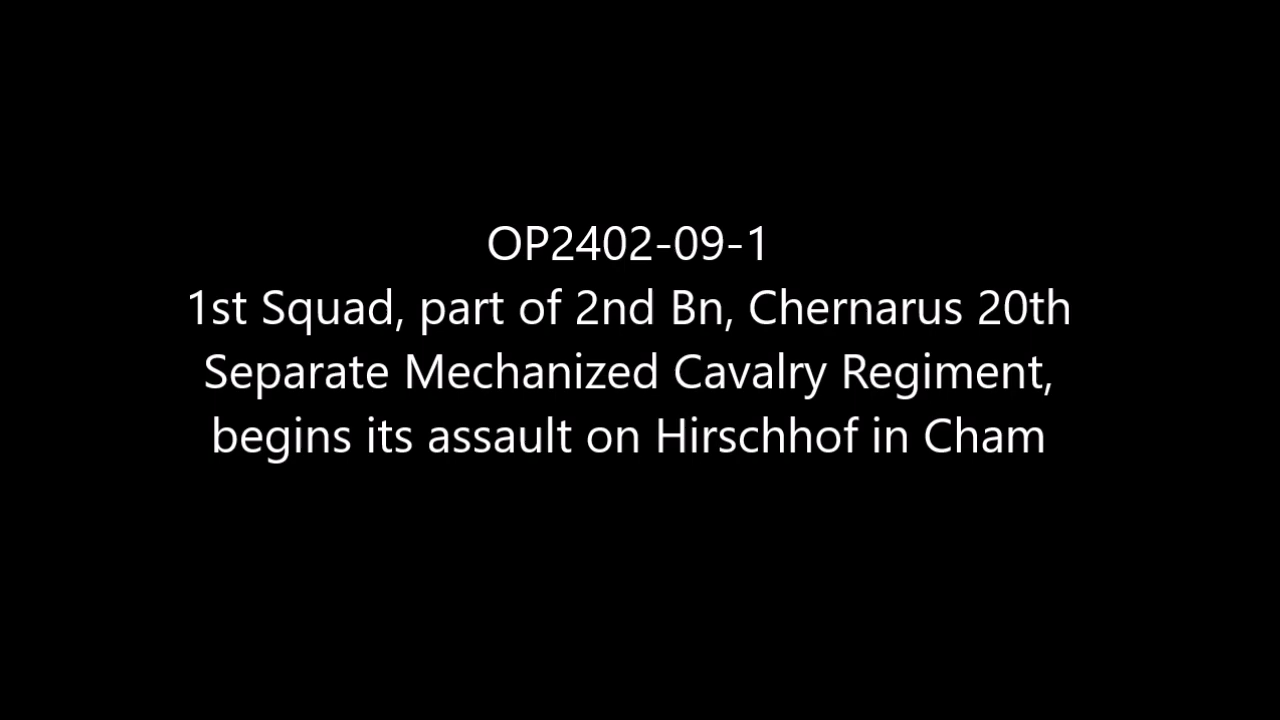 OP2402-09-1
1st Squad, part of 2nd Bn, Chernarus 20th
Separate Mechanized Cavalry Regiment,
begins its assault on Hirschhof in Cham